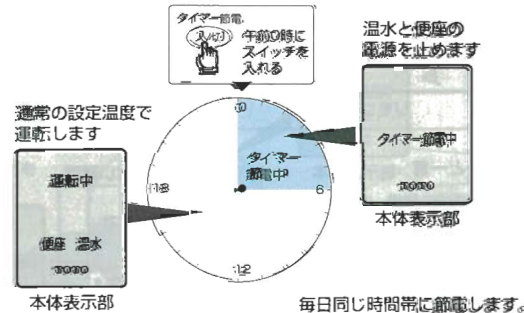 タイマー節電
入/切
午前0時に
スイッチを
入れる
温水と便座の
電源を止めます
通常の設定温度で
運転します
0
6
12
18
タイマー
節電中
タイマー節電中
TOTO
本体表示部
運転中
便座 温水
TOTO
本体表示部
毎日同じ時間帯に節電します。